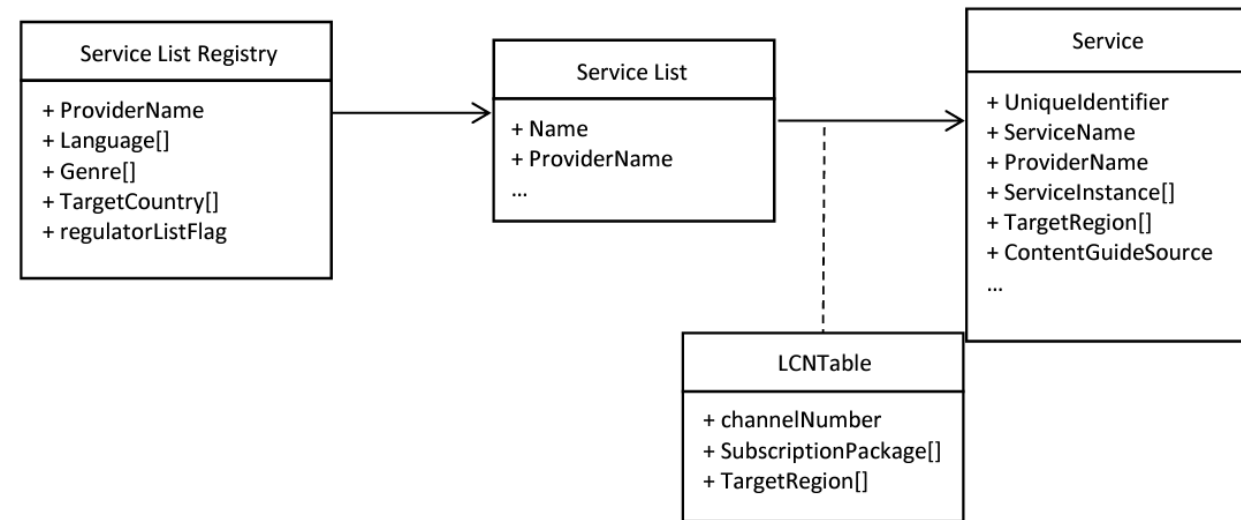 Service List Registry
+ ProviderName
+ Language[]
+ Genre[]
+ TargetCountry[]
+ regulatorListFlag
Service List
+ Name
+ ProviderName
...
Service
+ UniqueIdentifier
+ ServiceName
+ ProviderName
+ ServiceInstance[]
+ TargetRegion[]
+ ContentGuideSource
...
LCNTable
+ channelNumber
+ SubscriptionPackage[]
+ TargetRegion[]